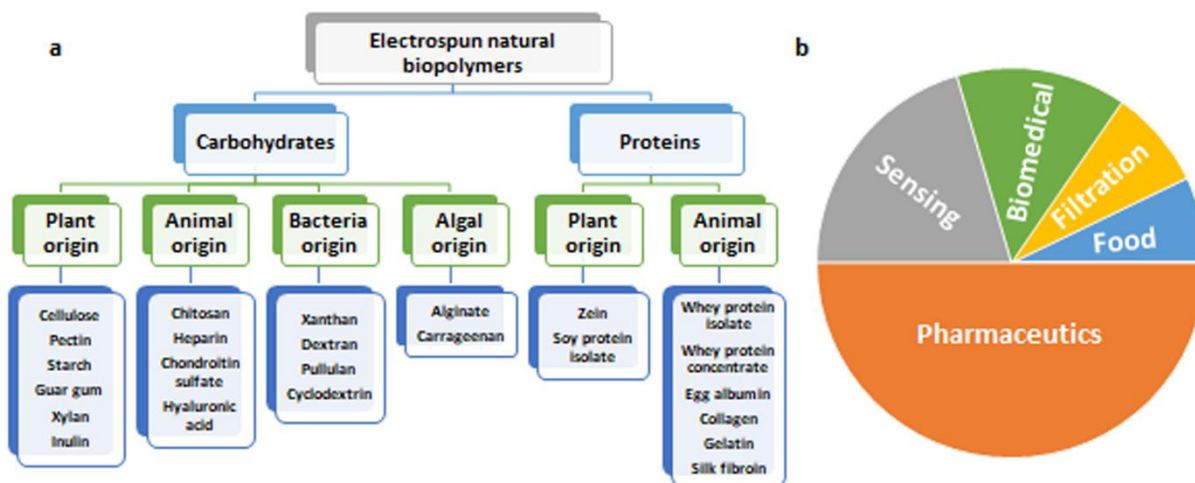 a
Electrospun natural
biopolymers
Carbohydrates
Proteins
Plant
origin
Animal
origin
Bacteria
origin
Algal
origin
Plant
origin
Animal
origin
Cellulose
Pectin
Starch
Guar gum
Xylan
Inulin
Chitosan
Heparin
Chondroitin
sulfate
Hyaluronic
acid
Xanthan
Dextran
Pullulan
Cyclodextrin
Alginate
Carrageenan
Zein
Soy protein
isolate
Whey protein
isolate
Whey protein
concentrate
Egg albumin
Collagen
Gelatin
Silk fibroin
b
Sensing
Biomedical
Filtration
Food
Pharmaceutics